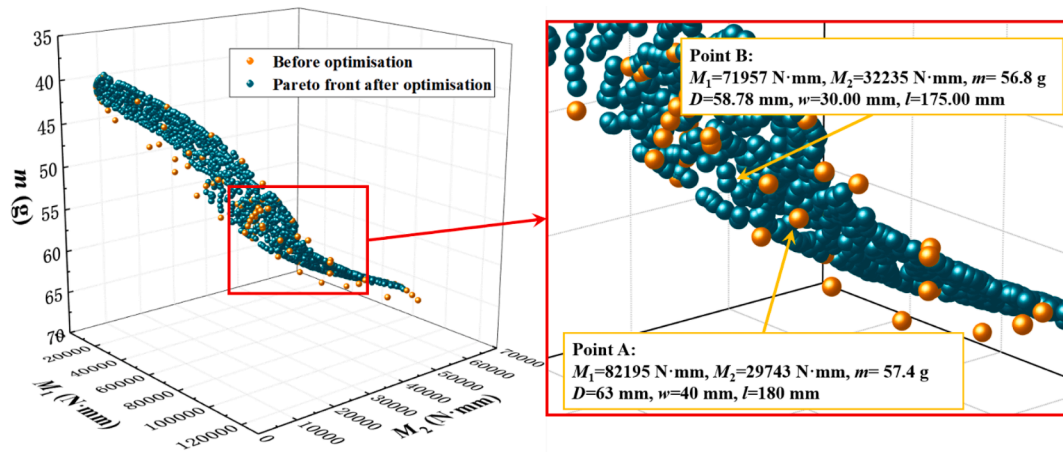 35
40
45
50
55
60
65
70
m (g)
Before optimisation
Pareto front after optimisation
20000
40000
60000
80000
100000
120000
M₁ (N·mm)
0
10000
20000
30000
40000
50000
60000
70000
M₂ (N·mm)
Point B:
M₁=71957 N·mm, M₂=32235 N·mm, m= 56.8 g
D=58.78 mm, w=30.00 mm, l=175.00 mm
Point A:
M₁=82195 N·mm, M₂=29743 N·mm, m= 57.4 g
D=63 mm, w=40 mm, l=180 mm